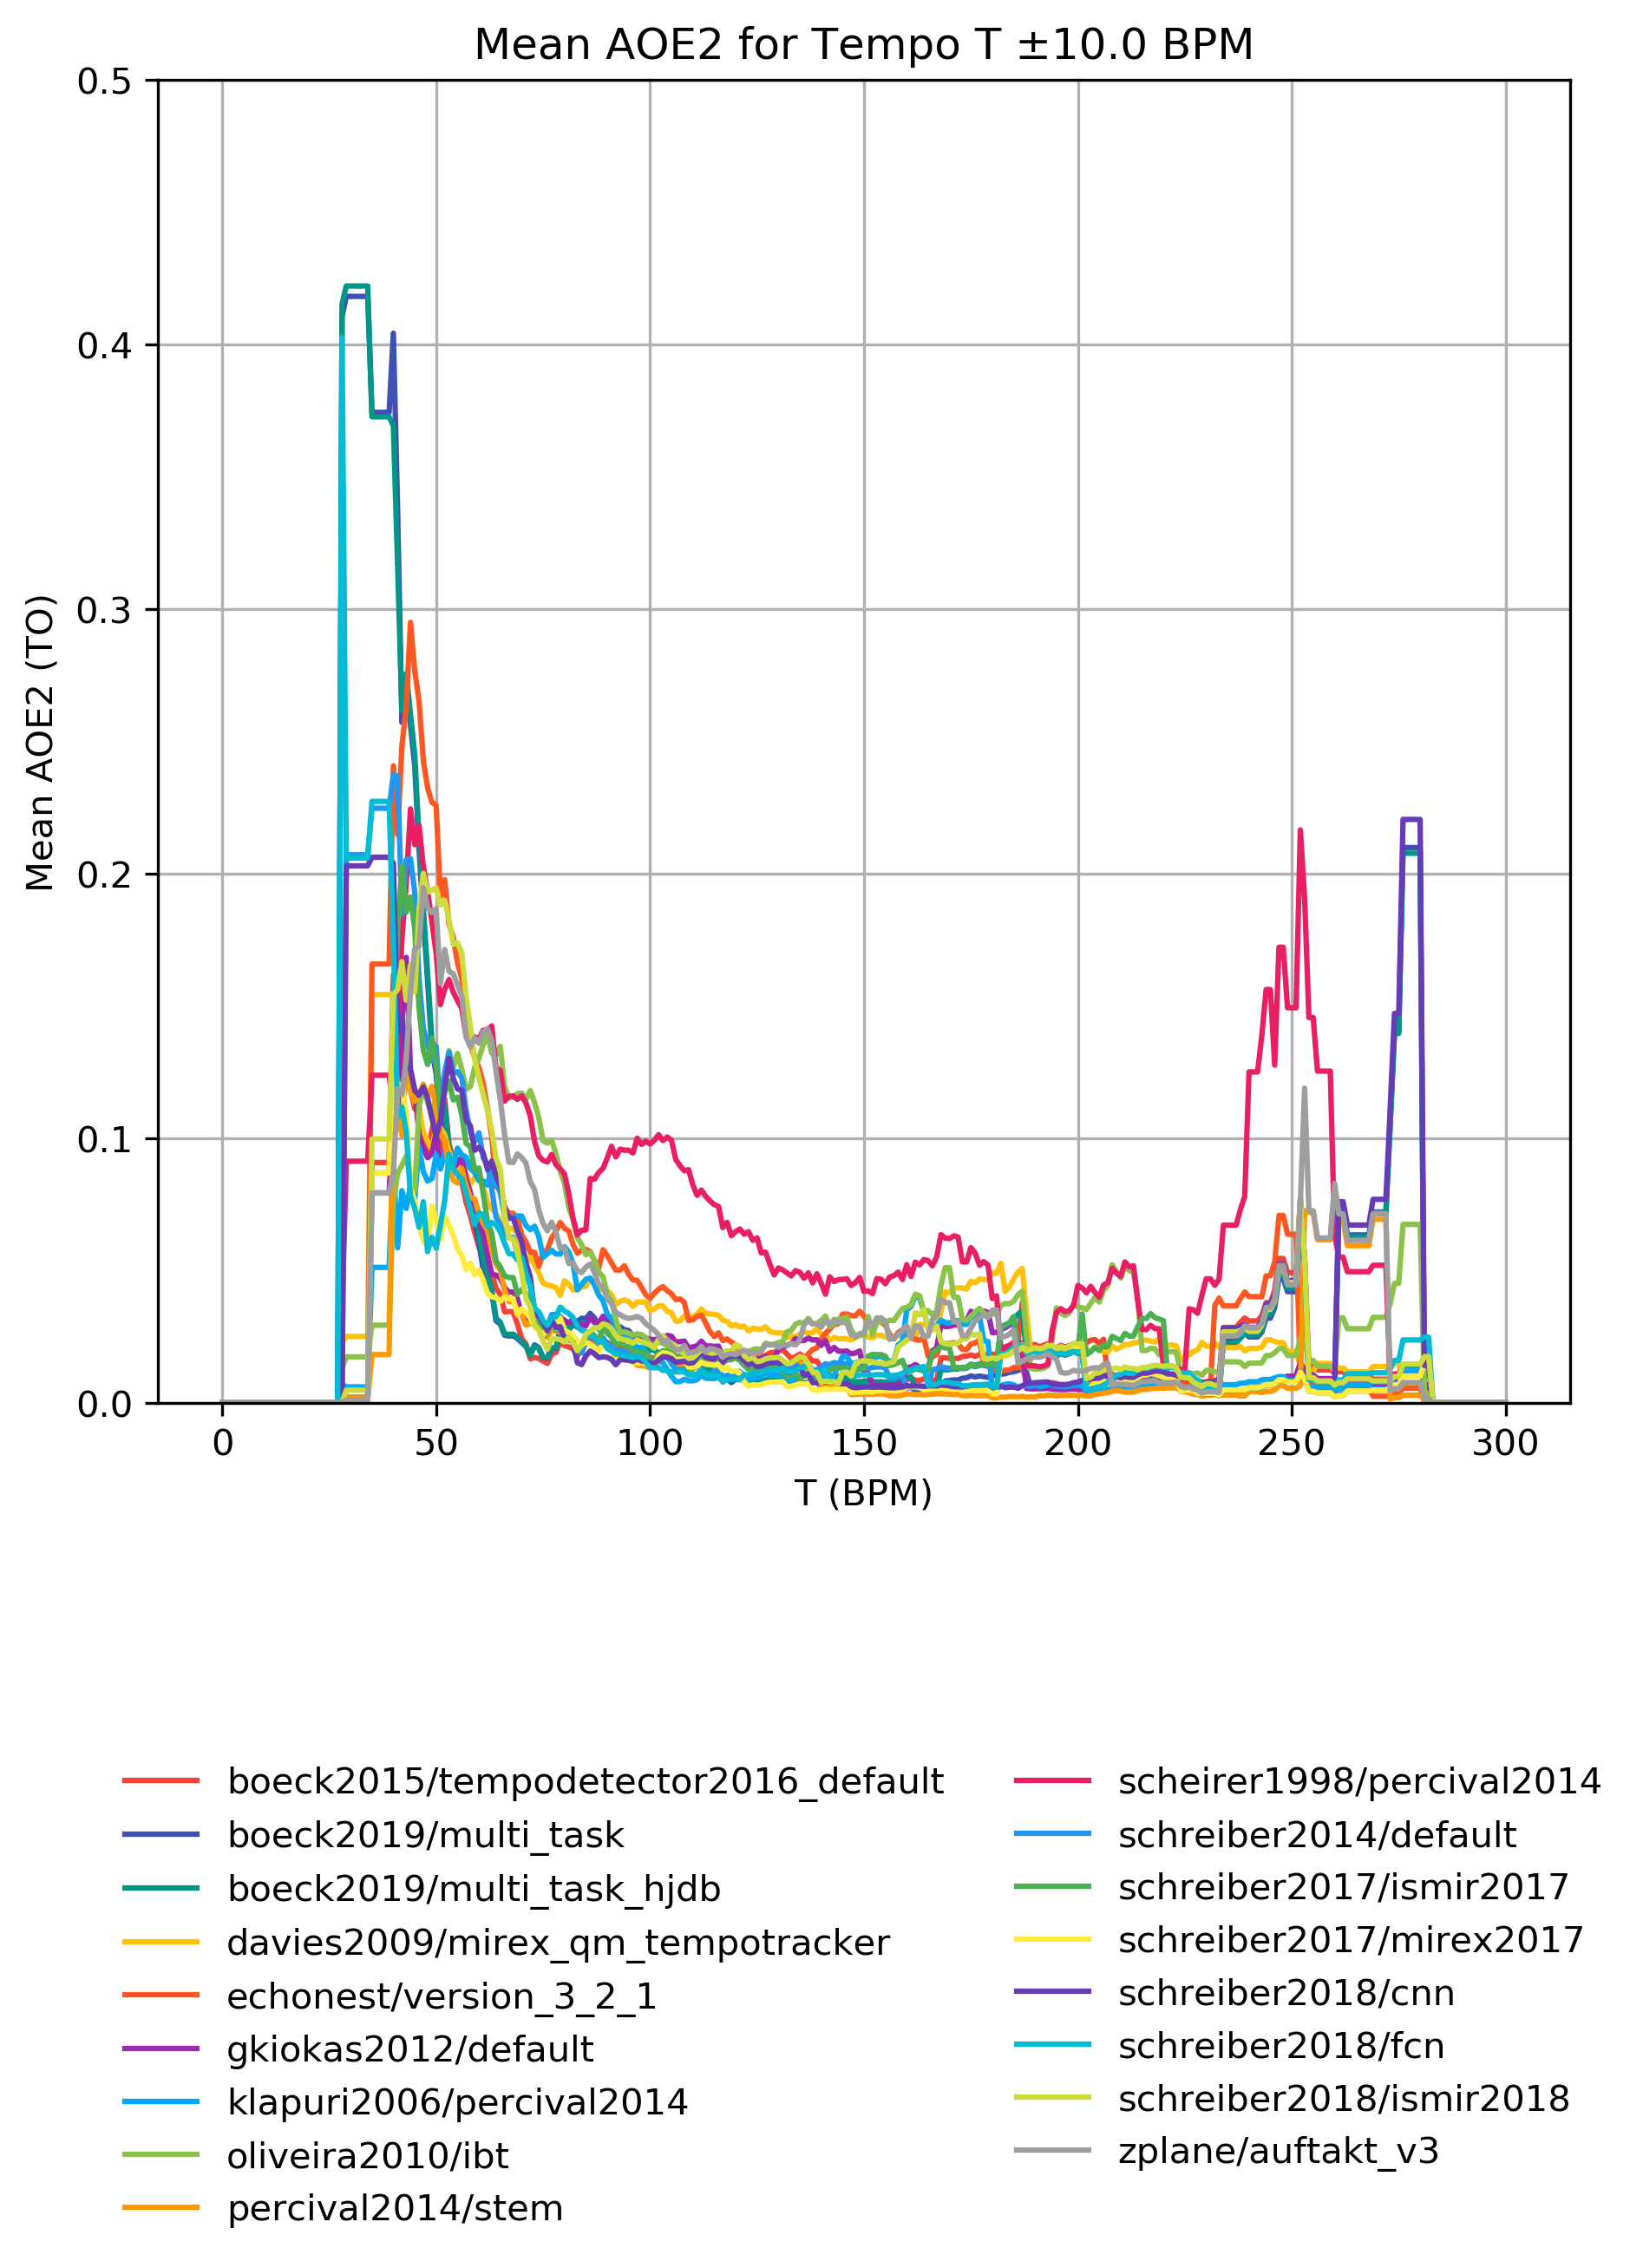 Mean AOE2 for Tempo T ±10.0 BPM
0.5
0.4
0.3
0.2
0.1
0.0
Mean AOE2 (TO)
0 50 100 150 200 250 300
T (BPM)
boeck2015/tempodetector2016_default
boeck2019/multi_task
boeck2019/multi_task_hjdb
davies2009/mirex_qm_tempotracker
echonest/version_3_2_1
gkiokas2012/default
klapuri2006/percival2014
oliveira2010/ibt
percival2014/stem
scheirer1998/percival2014
schreiber2014/default
schreiber2017/ismir2017
schreiber2017/mirex2017
schreiber2018/cnn
schreiber2018/fcn
schreiber2018/ismir2018
zplane/auftakt_v3